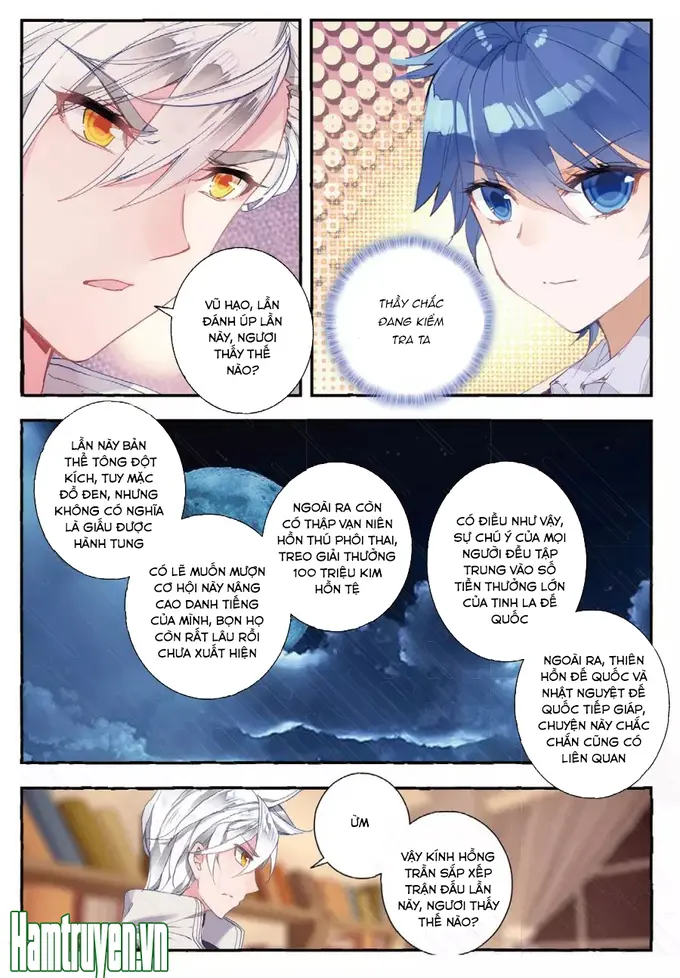 VŨ HẠO, LẦN
ĐÁNH ÚP LẦN
NÀY, NGƯƠI
THẤY THẾ
NÀO?
THẦY CHẮC
ĐANG KIỂM
TRA TA
LẦN NÀY BẢN
THỂ TÔNG ĐỘT
KÍCH, TUY MẶC
ĐỒ ĐEN, NHƯNG
KHÔNG CÓ NGHĨA
LÀ GIẤU ĐƯỢC
HÀNH TUNG
CÓ LẼ MUỐN MƯỢN
CƠ HỘI NÀY NÂNG
CAO DANH TIẾNG
CỦA MÌNH, BỌN HỌ
CÒN RẤT LÂU RỒI
CHƯA XUẤT HIỆN
NGOÀI RA CÒN
CÓ THẬP VẠN NIÊN
HỒN THÚ PHÔI THAI,
TREO GIẢI THƯỞNG
100 TRIỆU KIM
HỒN TỆ
CÓ ĐIỀU NHƯ VẬY,
SỰ CHÚ Ý CỦA MỌI
NGƯỜI ĐỀU TẬP
TRUNG VÀO SỐ
TIỀN THƯỞNG LỚN
CỦA TINH LA ĐẾ
QUỐC
NGOÀI RA, THIÊN
HỒN ĐẾ QUỐC VÀ
NHẬT NGUYỆT ĐẾ
QUỐC TIẾP GIÁP,
CHUYỆN NÀY CHẮC
CHẮN CŨNG CÓ
LIÊN QUAN
ỪM
VẬY KÍNH HỒNG
TRẦN SẮP XẾP
TRẬN ĐẤU LẦN
NÀY, NGƯƠI THẤY
THẾ NÀO?
Hamtruyen.vn